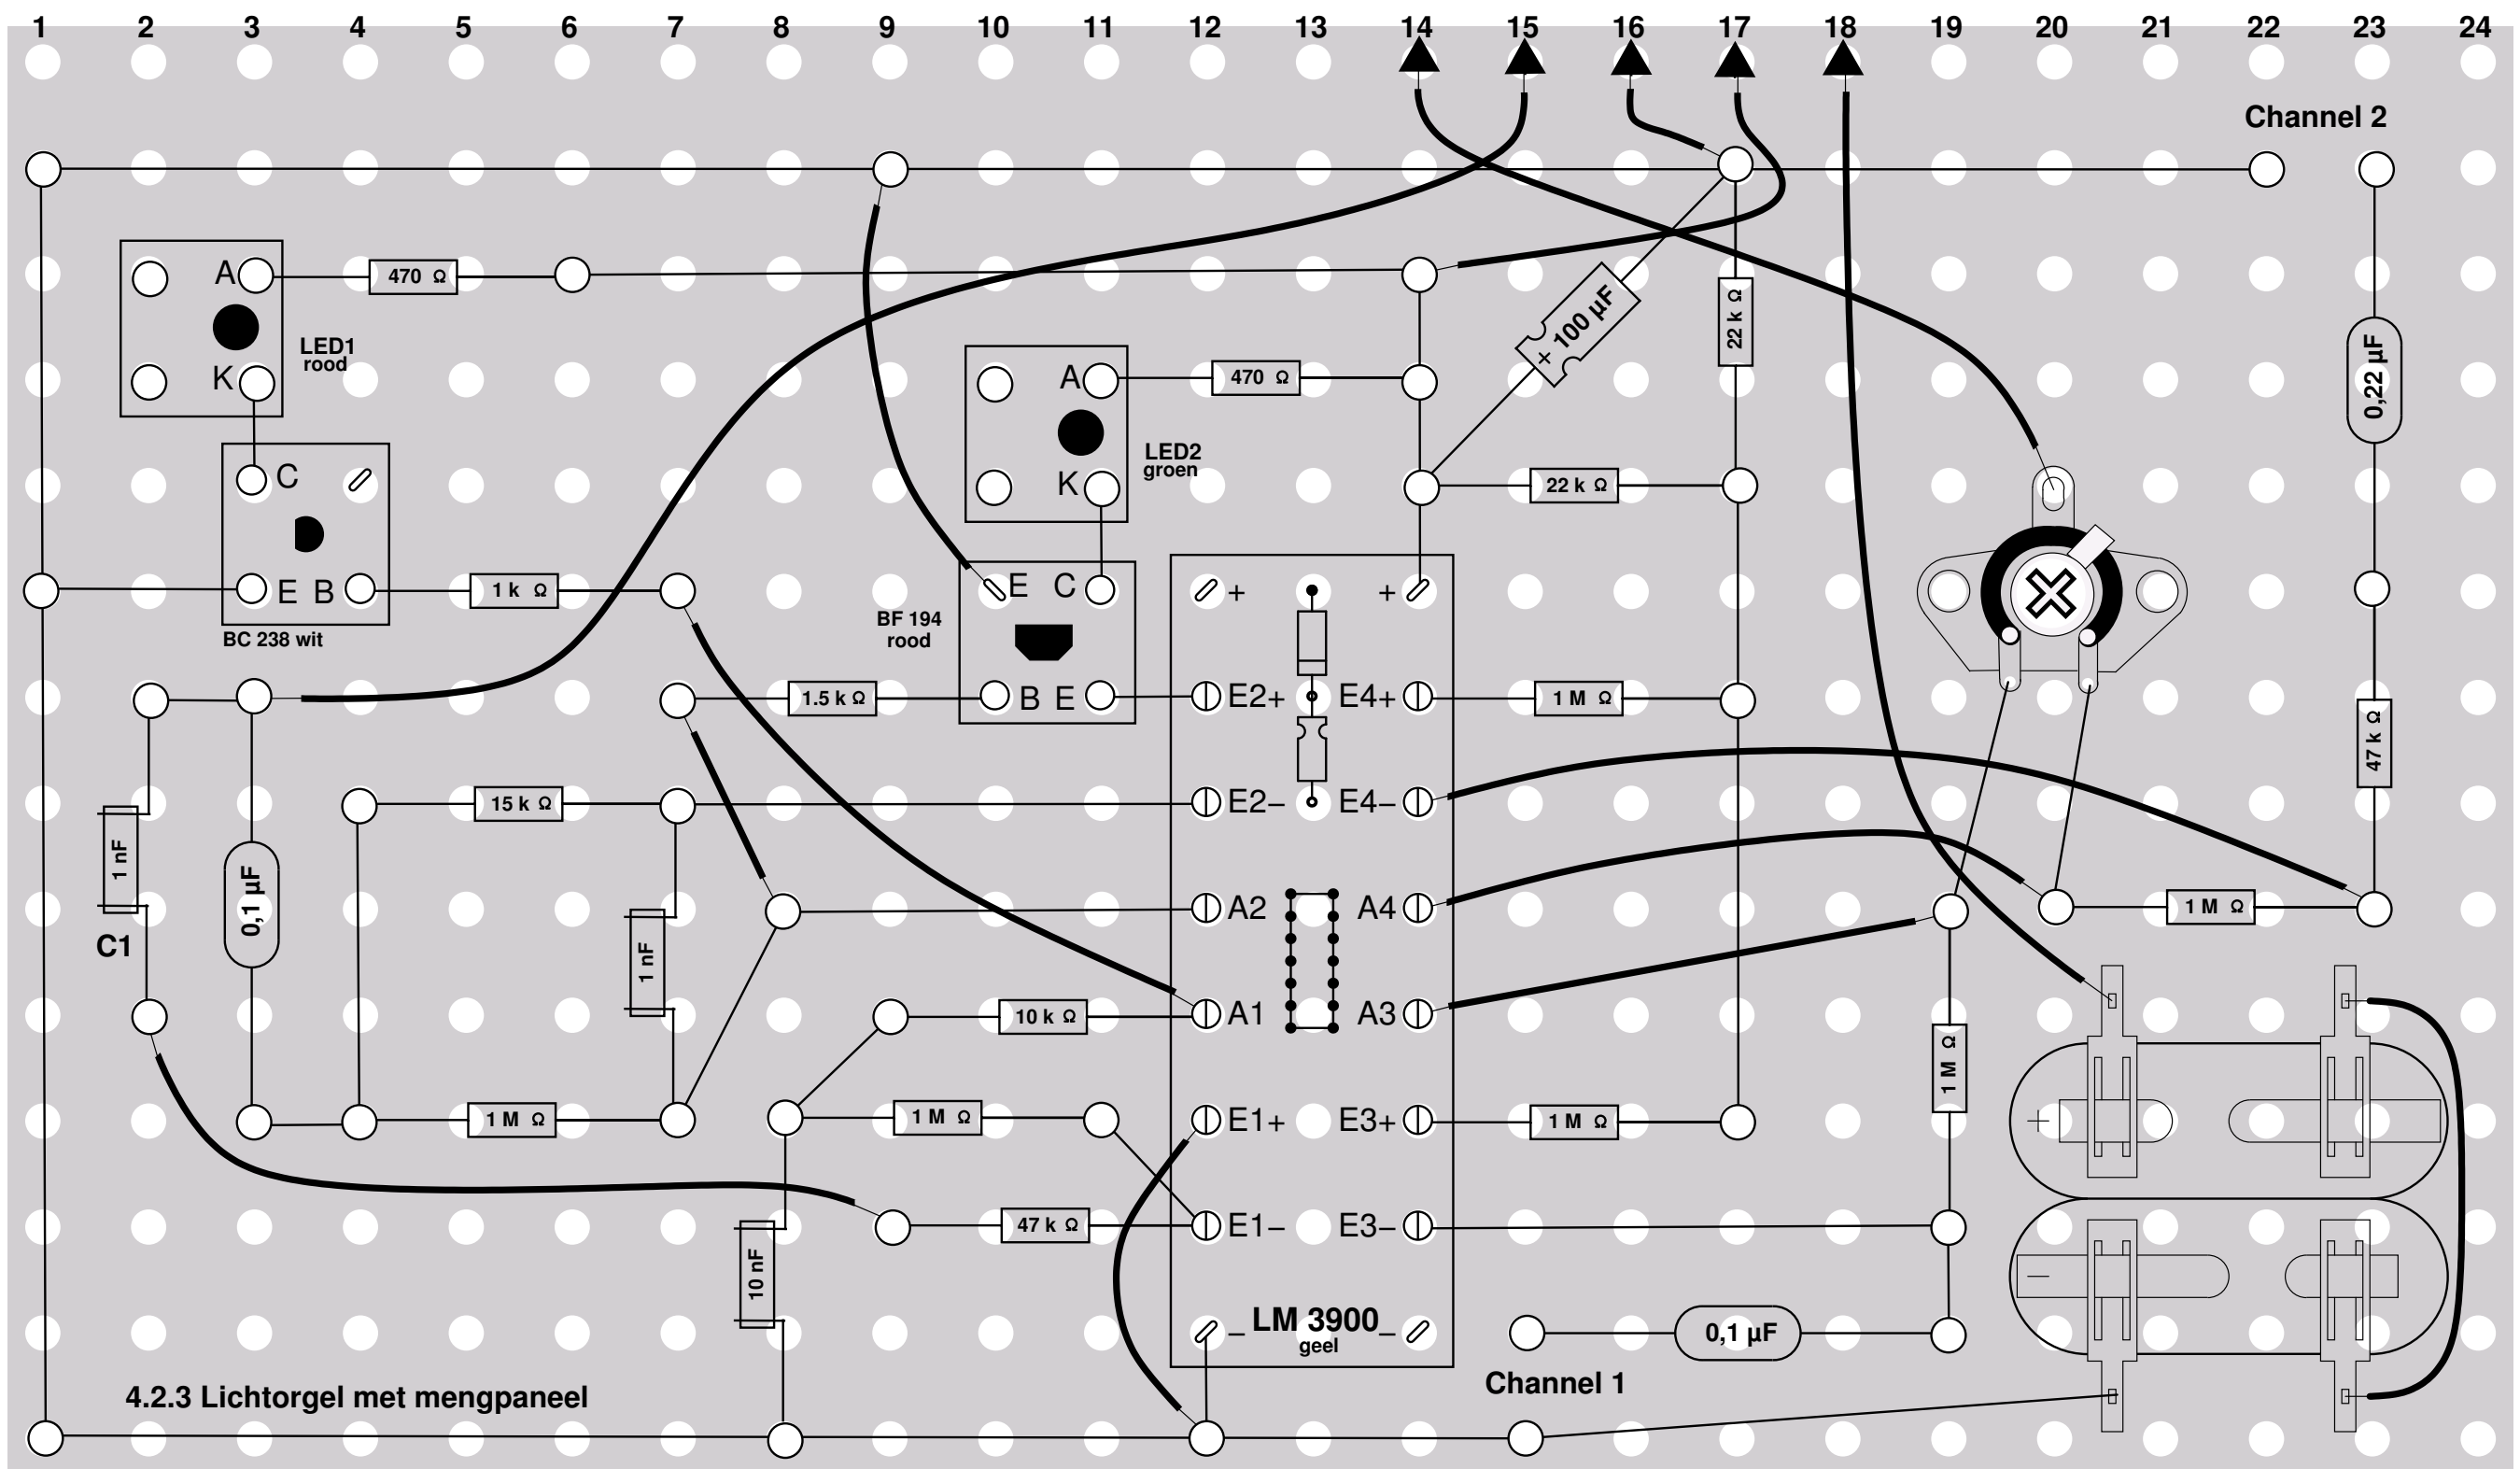 1 2 3 4 5 6 7 8 9 10 11 12 13 14 15 16 17 18 19 20 21 22 23 24
Channel 2
A
470 Ω
LED1
rood
K
+ 100 µF
22 k Ω
0,22 µF
A
470 Ω
LED2
groen
K
C
22 k Ω
E B
1 k Ω
BC 238 wit
E C
BF 194
rood
B E
+ +
1.5 k Ω
E2+ E4+
1 M Ω
47 k Ω
15 k Ω
E2– E4–
1 nF
0,1 µF
C1
1 nF
A2 A4
1 M Ω
10 k Ω
A1 A3
1 M Ω
1 M Ω
1 M Ω
E1+ E3+
1 M Ω
+
47 k Ω
E1– E3–
10 nF
–
– LM 3900 –
geel
0,1 µF
Channel 1
4.2.3 Lichtorgel met mengpaneel